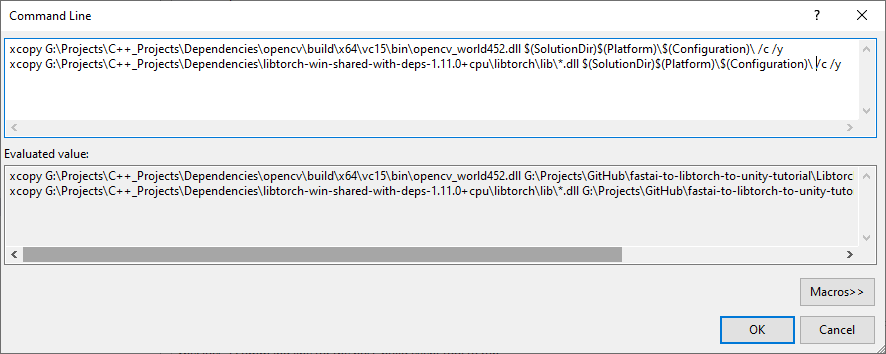 Command Line
xcopy G:\Projects\C++_Projects\Dependencies\opencv\build\x64\vc15\bin\opencv_world452.dll $(SolutionDir)$(Platform)\$(Configuration)\ /c /y
xcopy G:\Projects\C++_Projects\Dependencies\libtorch-win-shared-with-deps-1.11.0+cpu\libtorch\lib\*.dll $(SolutionDir)$(Platform)\$(Configuration)\ /c /y
Evaluated value:
xcopy G:\Projects\C++_Projects\Dependencies\opencv\build\x64\vc15\bin\opencv_world452.dll G:\Projects\GitHub\fastai-to-libtorch-to-unity-tutorial\Libtorc
xcopy G:\Projects\C++_Projects\Dependencies\libtorch-win-shared-with-deps-1.11.0+cpu\libtorch\lib\*.dll G:\Projects\GitHub\fastai-to-libtorch-to-unity-tuto
Macros>>
OK
Cancel